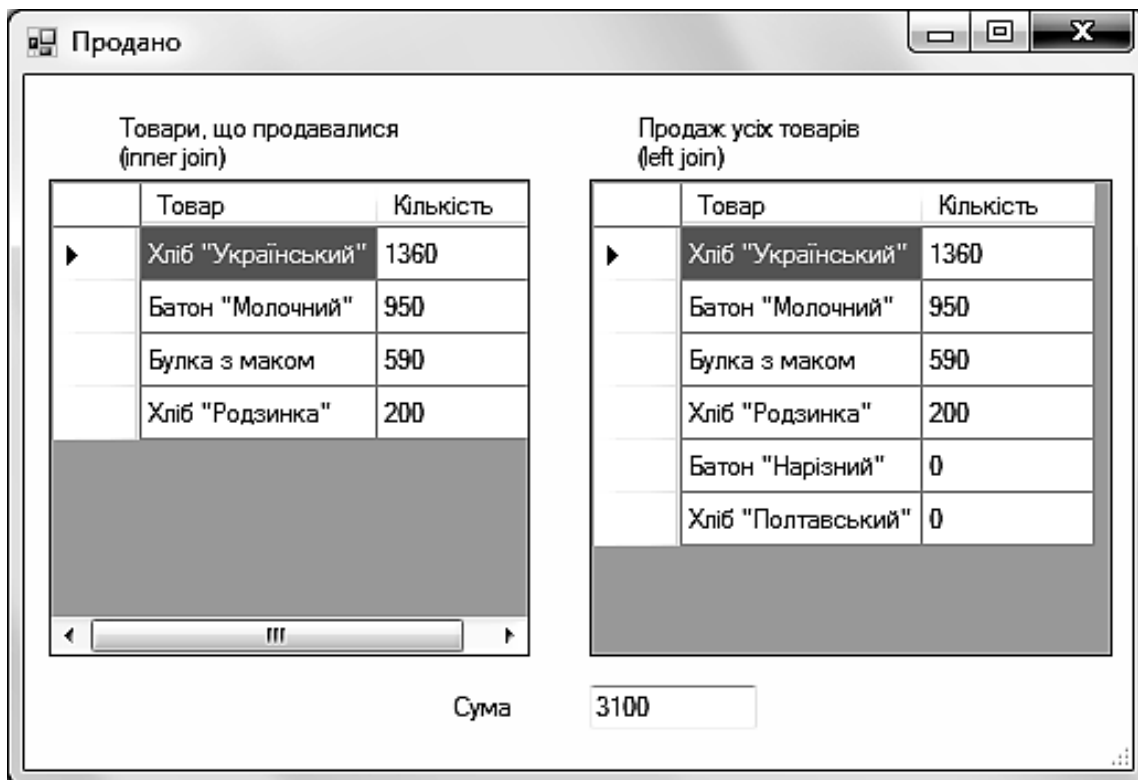 Продано
Товари, що продавалися
(inner join)
Товар Кількість
Хліб "Український" 1360
Батон "Молочний" 950
Булка з маком 590
Хліб "Родзинка" 200
Продаж усіх товарів
(left join)
Товар Кількість
Хліб "Український" 1360
Батон "Молочний" 950
Булка з маком 590
Хліб "Родзинка" 200
Батон "Нарізний" 0
Хліб "Полтавський" 0
Сума 3100